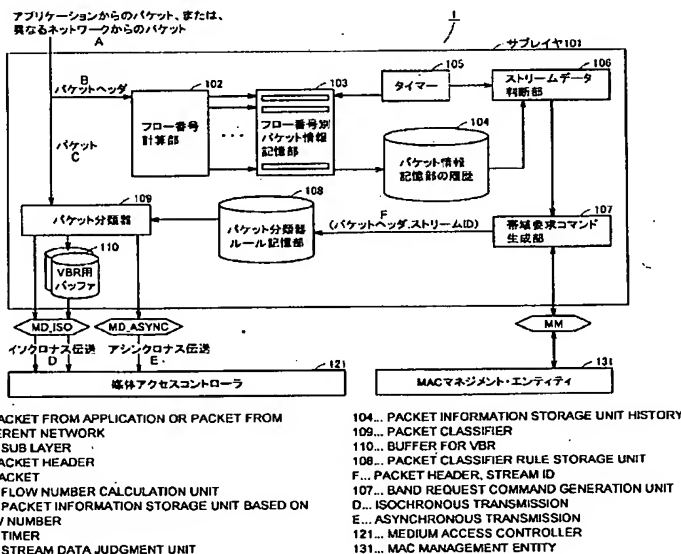 アプリケーションからのパケット、または、
異なるネットワークからのパケット
A
1
サブレイヤ101
B
パケットヘッダ
102
フロー番号
計算部
...
103
フロー番号別
パケット情報
記憶部
105
タイマー
106
ストリームデータ
判断部
104
パケット情報
記憶部の履歴
パケット
C
109
パケット分類器
108
パケット分類器
ルール記憶部
F
(パケットヘッダ、ストリームID)
107
帯域要求コマンド
生成部
110
VBR用
バッファ
MD_ISO
MD_ASYNC
MM
イソクロナス伝送
D
アシンクロナス伝送
E
121
媒体アクセスコントローラ
131
MACマネジメント・エンティティ
ACKET FROM APPLICATION OR PACKET FROM
ERENT NETWORK
SUB LAYER
ACKET HEADER
ACKET
FLOW NUMBER CALCULATION UNIT
PACKET INFORMATION STORAGE UNIT BASED ON
NUMBER
TIMER
STREAM DATA JUDGMENT UNIT
104... PACKET INFORMATION STORAGE UNIT HISTORY
109... PACKET CLASSIFIER
110... BUFFER FOR VBR
108... PACKET CLASSIFIER RULE STORAGE UNIT
F... PACKET HEADER, STREAM ID
107... BAND REQUEST COMMAND GENERATION UNIT
D... ISOCHRONOUS TRANSMISSION
E... ASYNCHRONOUS TRANSMISSION
121... MEDIUM ACCESS CONTROLLER
131... MAC MANAGEMENT ENTITY